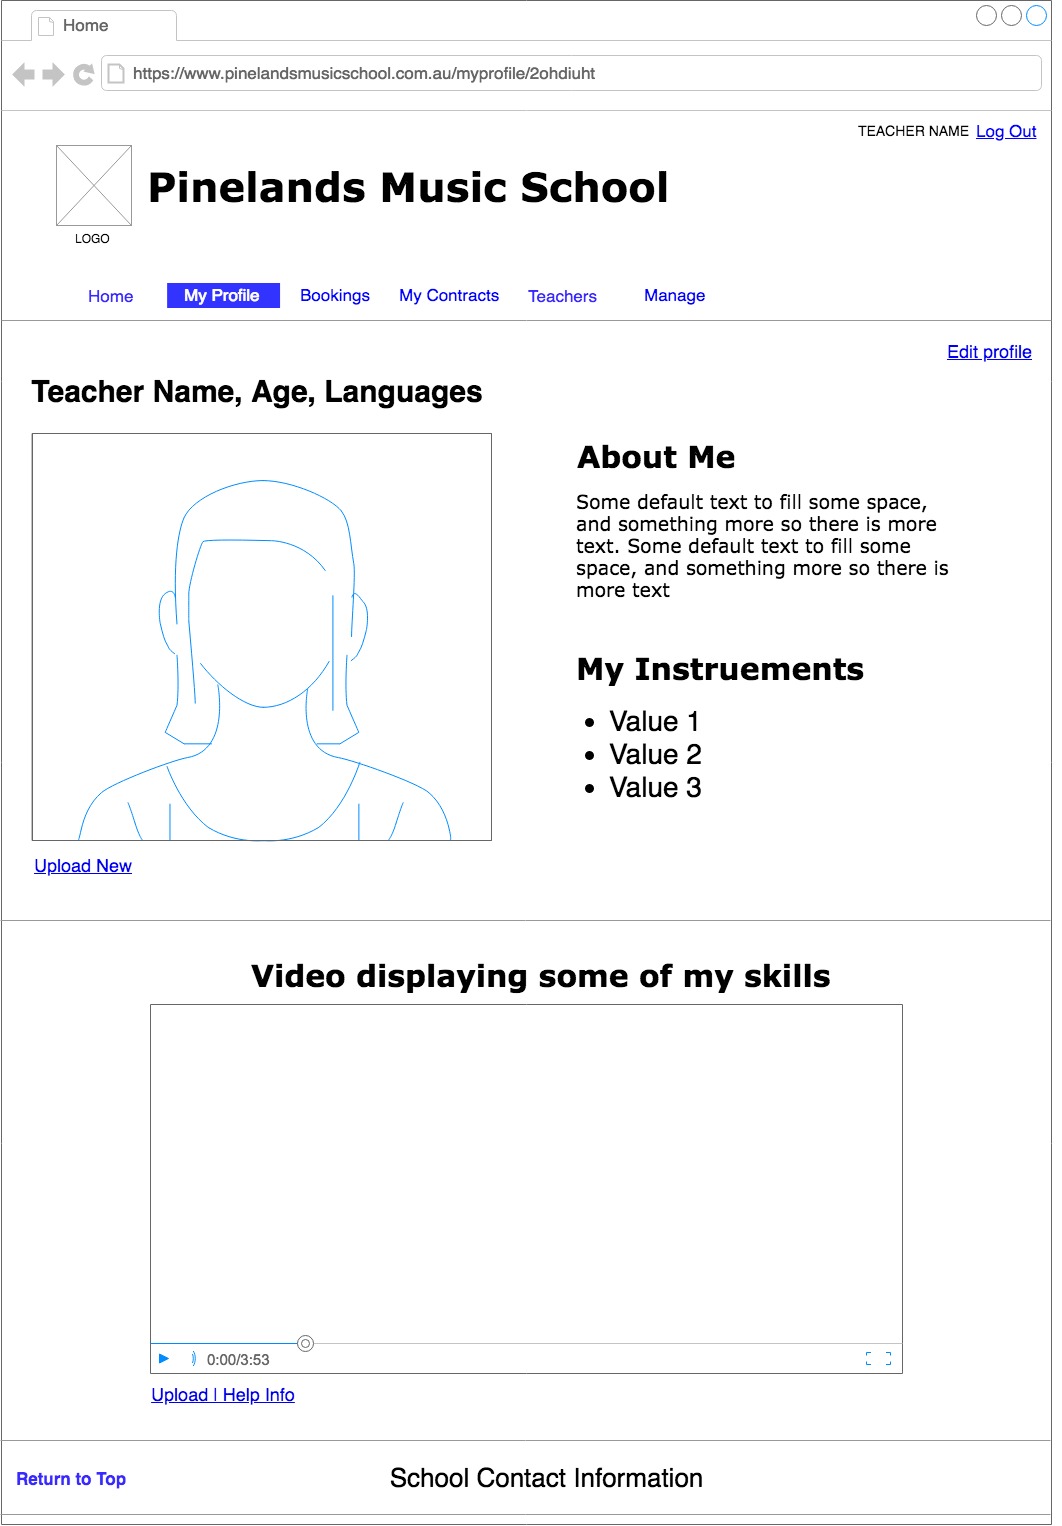 Home
https://www.pinelandsmusicschool.com.au/myprofile/2ohdiuht
TEACHER NAME Log Out
Pinelands Music School
LOGO
Home My Profile Bookings My Contracts Teachers Manage
Edit profile
Teacher Name, Age, Languages
About Me
Some default text to fill some space,
and something more so there is more
text. Some default text to fill some
space, and something more so there is
more text
My Instruements
• Value 1
• Value 2
• Value 3
Upload New
Video displaying some of my skills
0:00/3:53
Upload | Help Info
Return to Top
School Contact Information